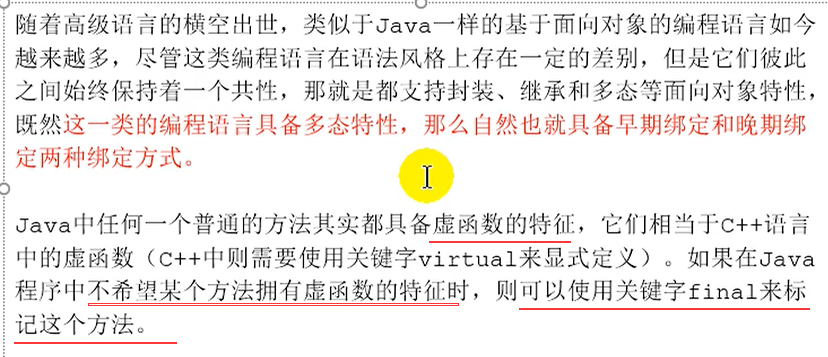 随着高级语言的横空出世，类似于Java一样的基于面向对象的编程语言如今
越来越多，尽管这类编程语言在语法风格上存在一定的差别，但是它们彼此
之间始终保持着一个共性，那就是都支持封装、继承和多态等面向对象特性，
既然这一类的编程语言具备多态特性，那么自然也就具备早期绑定和晚期绑
定两种绑定方式。
Java中任何一个普通的方法其实都具备虚函数的特征，它们相当于C++语言
中的虚函数（C++中则需要使用关键字virtual来显式定义）。如果在Java
程序中不希望某个方法拥有虚函数的特征时，则可以使用关键字final来标
记这个方法。